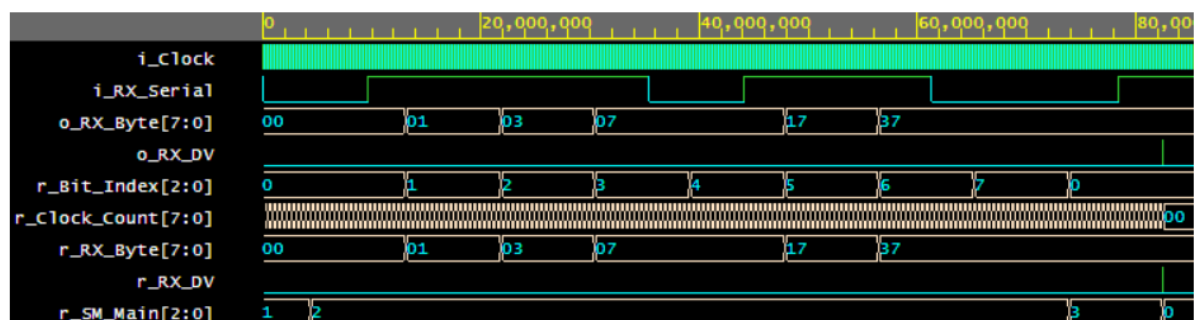 0 20,000,000 40,000,000 60,000,000 80,00
i_Clock
i_RX_Serial
o_RX_Byte[7:0] 00 01 03 07 17 37
o_RX_DV
r_Bit_Index[2:0] 0 1 2 3 4 5 6 7 0
r_Clock_Count[7:0] 00
r_RX_Byte[7:0] 00 01 03 07 17 37
r_RX_DV
r_SM_Main[2:0] 1 2 3 0